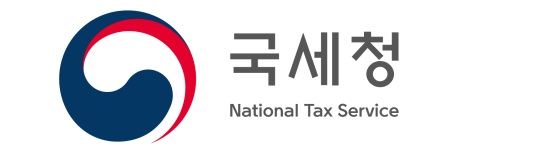 국세청
National Tax Service